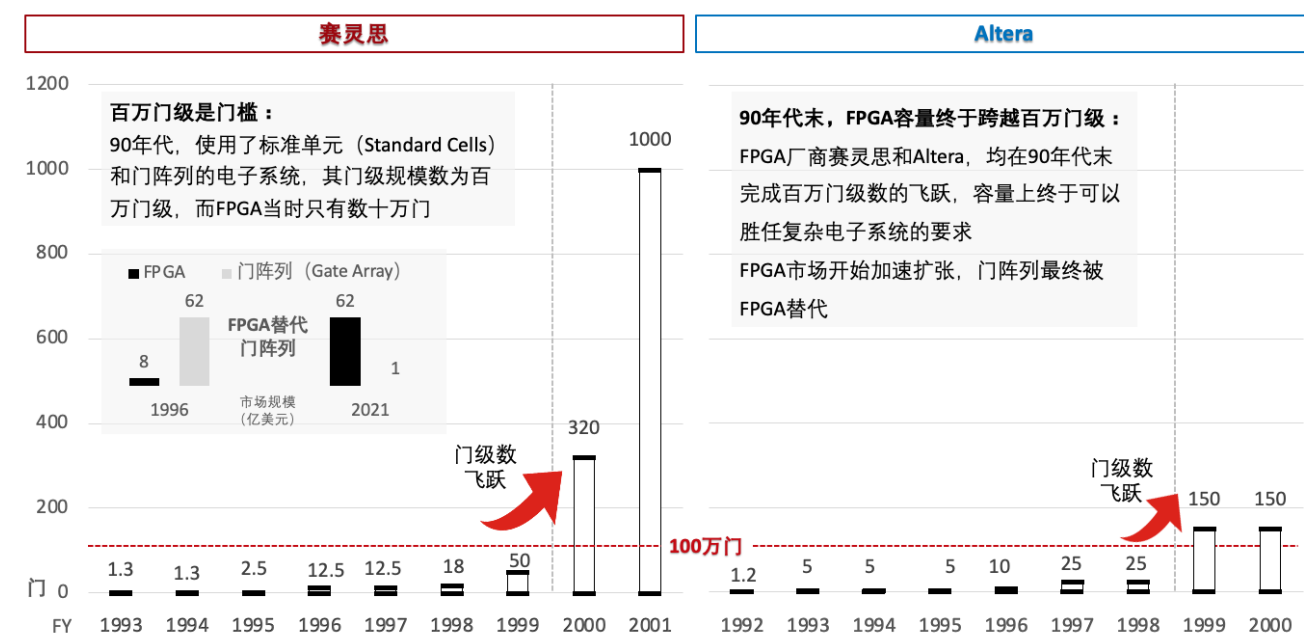 赛灵思
Altera
1200
1000
800
600
400
200
门 0
百万门级是门槛：
90年代，使用了标准单元（Standard Cells）
和门阵列的电子系统，其门级规模数为百
万门级，而FPGA当时只有数十万门
FPGA
门阵列（Gate Array）
62
62
8
1
FPGA替代
门阵列
市场规模
（亿美元）
1996
2021
门级数
飞跃
1.3
1.3
2.5
12.5
12.5
18
50
320
1000
FY 1993 1994 1995 1996 1997 1998 1999 2000 2001
100万门
90年代末，FPGA容量终于跨越百万门级：
FPGA厂商赛灵思和Altera，均在90年代末
完成百万门级数的飞跃，容量上终于可以
胜任复杂电子系统的要求
FPGA市场开始加速扩张，门阵列最终被
FPGA替代
门级数
飞跃
1.2
5
5
5
10
25
25
150
150
1992 1993 1994 1995 1996 1997 1998 1999 2000